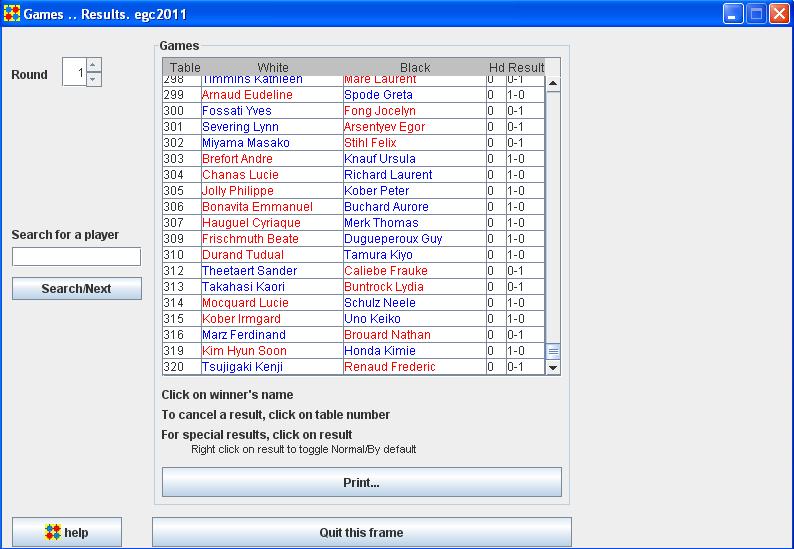 Games .. Results. egc2011
Round 1
Games
Table White Black Hd Result
298 Timmins Kathleen Mare Laurent 0 0-1
299 Arnaud Eudeline Spode Greta 0 1-0
300 Fossati Yves Fong Jocelyn 0 0-1
301 Severing Lynn Arsentyev Egor 0 0-1
302 Miyama Masako Stihl Felix 0 0-1
303 Brefort Andre Knauf Ursula 0 1-0
304 Chanas Lucie Richard Laurent 0 1-0
305 Jolly Philippe Kober Peter 0 1-0
306 Bonavita Emmanuel Buchard Aurore 0 1-0
307 Hauguel Cyriaque Merk Thomas 0 1-0
309 Frischmuth Beate Dugueperoux Guy 0 1-0
310 Durand Tudual Tamura Kiyo 0 1-0
312 Theetaert Sander Caliebe Frauke 0 0-1
313 Takahasi Kaori Buntrock Lydia 0 0-1
314 Mocquard Lucie Schulz Neele 0 1-0
315 Kober Irmgard Uno Keiko 0 1-0
316 Marz Ferdinand Brouard Nathan 0 0-1
319 Kim Hyun Soon Honda Kimie 0 1-0
320 Tsujigaki Kenji Renaud Frederic 0 0-1
Search for a player
Search/Next
Click on winner's name
To cancel a result, click on table number
For special results, click on result
Right click on result to toggle Normal/By default
Print...
help
Quit this frame